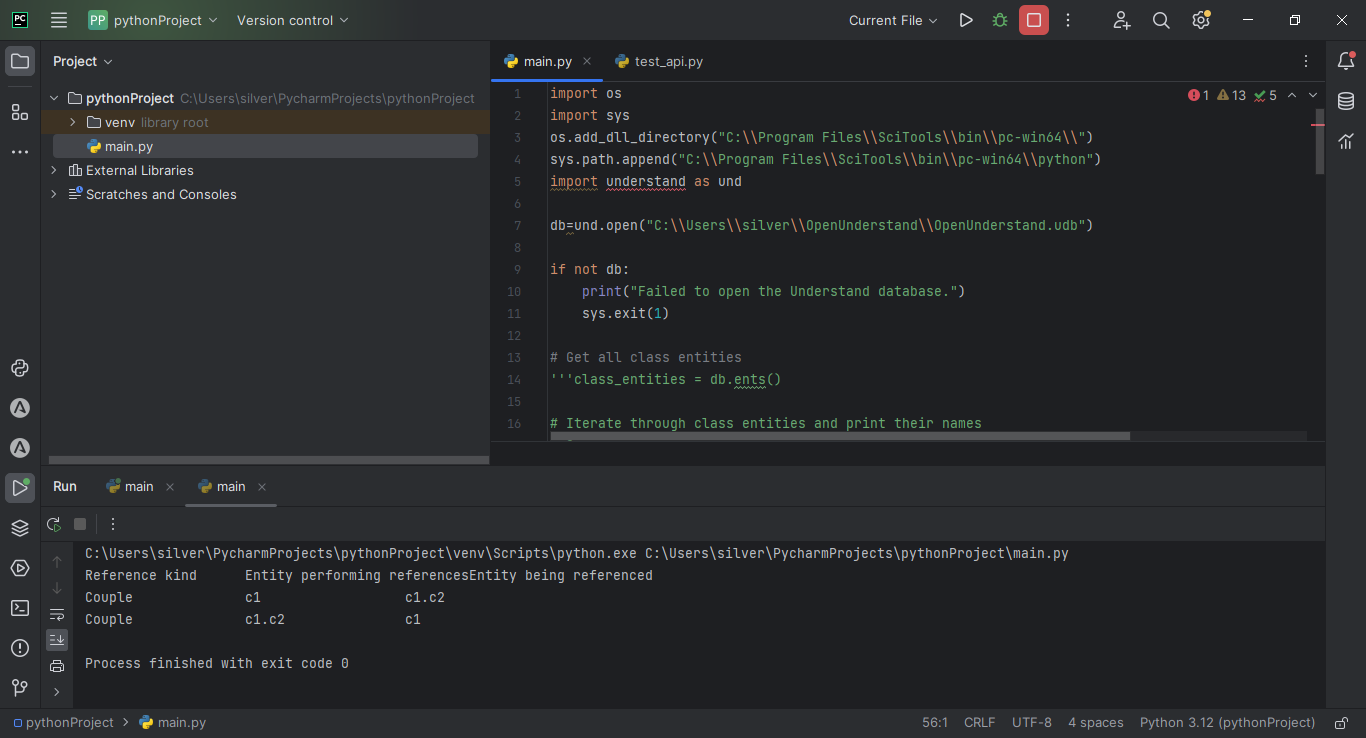 PC PP pythonProject Version control Current File
Project
main.py test_api.py
pythonProject C:\Users\silver\PycharmProjects\pythonProject
venv library root
main.py
External Libraries
Scratches and Consoles
1 13 5
1 import os
2 import sys
3 os.add_dll_directory("C:\\Program Files\\SciTools\\bin\\pc-win64\\")
4 sys.path.append("C:\\Program Files\\SciTools\\bin\\pc-win64\\python")
5 import understand as und
6
7 db=und.open("C:\\Users\\silver\\OpenUnderstand\\OpenUnderstand.udb")
8
9 if not db:
10 print("Failed to open the Understand database.")
11 sys.exit(1)
12
13 # Get all class entities
14 '''class_entities = db.ents()
15
16 # Iterate through class entities and print their names
Run main main
C:\Users\silver\PycharmProjects\pythonProject\venv\Scripts\python.exe C:\Users\silver\PycharmProjects\pythonProject\main.py
Reference kind Entity performing referencesEntity being referenced
Couple c1 c1.c2
Couple c1.c2 c1
Process finished with exit code 0
pythonProject main.py 56:1 CRLF UTF-8 4 spaces Python 3.12 (pythonProject)